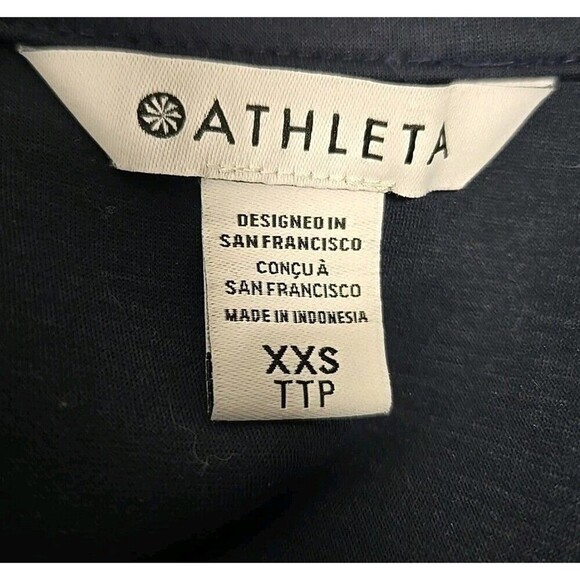 ATHLETA
DESIGNED IN
SAN FRANCISCO
CONÇU À
SAN FRANCISCO
MADE IN INDONESIA
XXS
TTP